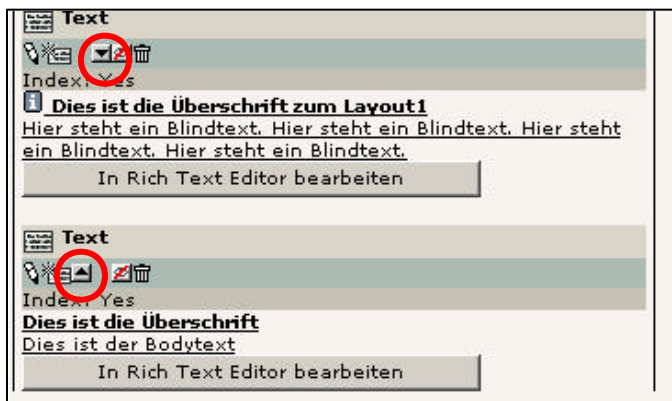 Text
Index: Yes
Dies ist die Überschrift zum Layout1
Hier steht ein Blindtext. Hier steht ein Blindtext. Hier steht
ein Blindtext. Hier steht ein Blindtext.
In Rich Text Editor bearbeiten
Text
Index: Yes
Dies ist die Überschrift
Dies ist der Bodytext
In Rich Text Editor bearbeiten